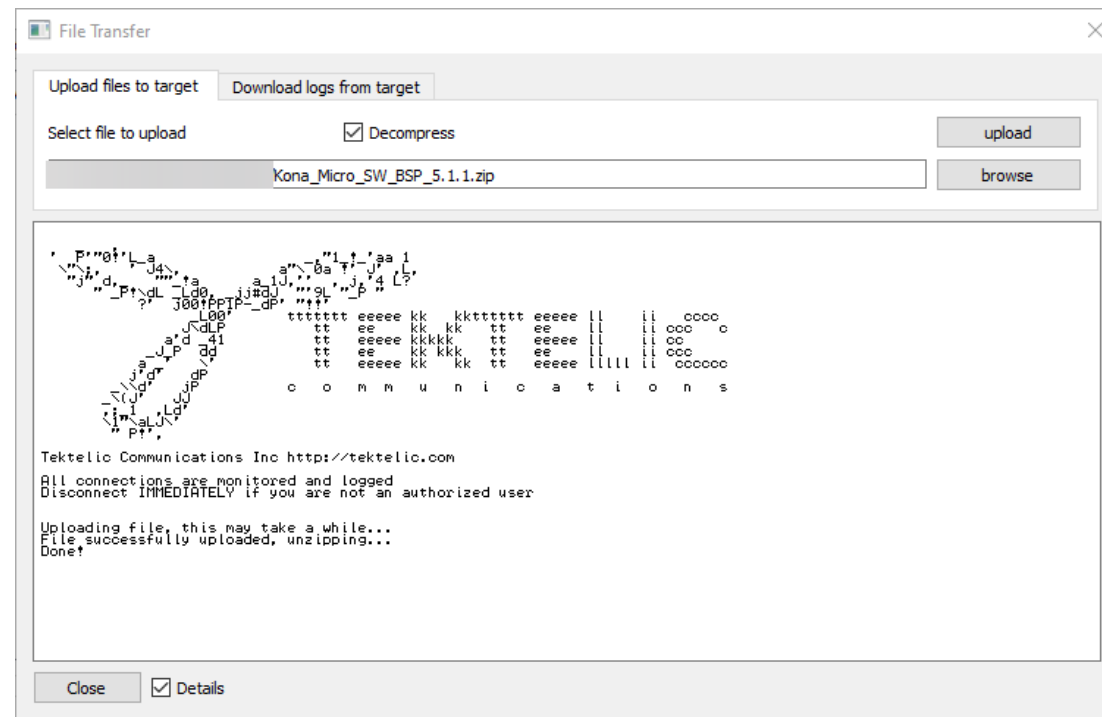 File Transfer
Upload files to target
Download logs from target
Select file to upload
Decompress
upload
/Kona_Micro_SW_BSP_5.1.1.zip
browse
TEKTELIC
c o m m u n i c a t i o n s
Tektelic Communications Inc http://tektelic.com
All connections are monitored and logged
Disconnect IMMEDIATELY if you are not an authorized user
Uploading file, this may take a while...
File successfully uploaded, unzipping...
Done!
Close
Details